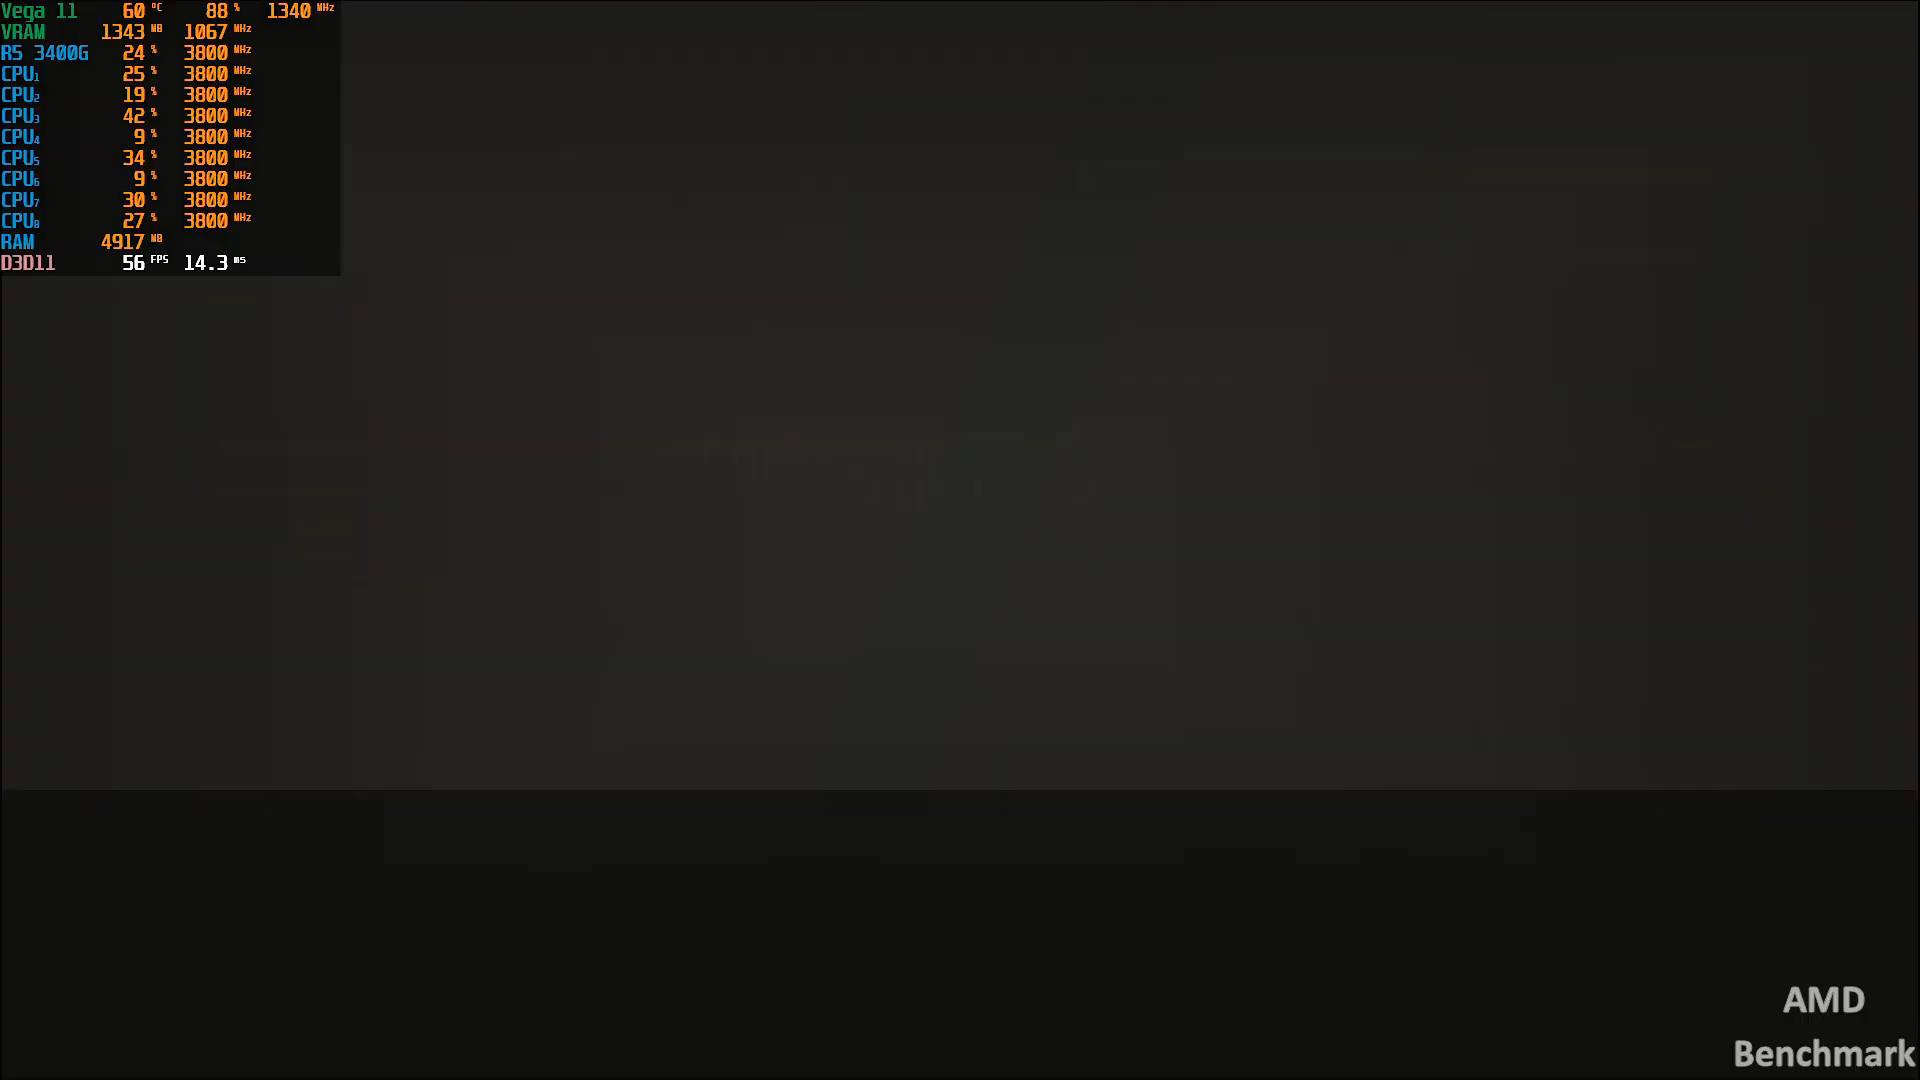 Vega 11 60 °C 88 % 1340 MHz
VRAM 1343 MB 1067 MHz
R5 3400G 24 % 3800 MHz
CPU1 25 % 3800 MHz
CPU2 19 % 3800 MHz
CPU3 42 % 3800 MHz
CPU4 9 % 3800 MHz
CPU5 34 % 3800 MHz
CPU6 9 % 3800 MHz
CPU7 30 % 3800 MHz
CPU8 27 % 3800 MHz
RAM 4917 MB
D3D11 56 FPS 14.3 ms
AMD
Benchmark